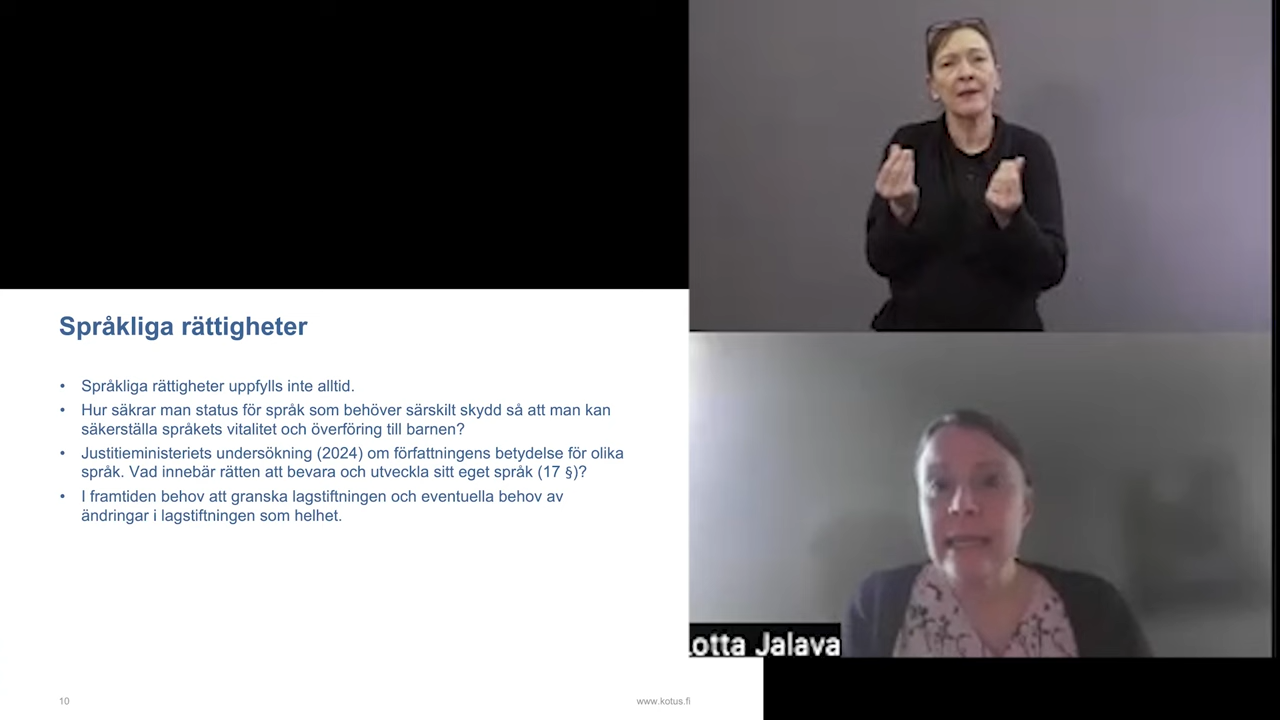 Språkliga rättigheter
• Språkliga rättigheter uppfylls inte alltid.
• Hur säkrar man status för språk som behöver särskilt skydd så att man kan
säkerställa språkets vitalitet och överföring till barnen?
• Justitieministeriets undersökning (2024) om författningens betydelse för olika
språk. Vad innebär rätten att bevara och utveckla sitt eget språk (17 §)?
• I framtiden behov att granska lagstiftningen och eventuella behov av
ändringar i lagstiftningen som helhet.
Lotta Jalava
10
www.kotus.fi